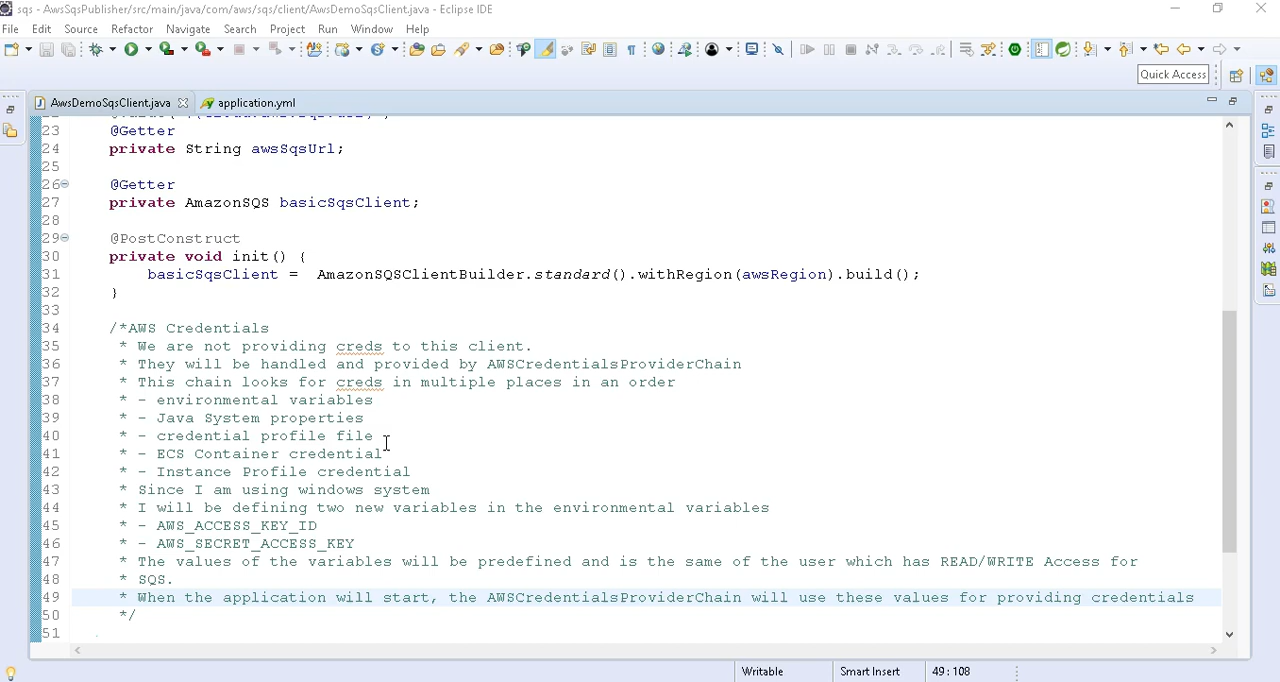 sqs - AwsSqsPublisher/src/main/java/com/aws/sqs/client/AwsDemoSqsClient.java - Eclipse IDE
File Edit Source Refactor Navigate Search Project Run Window Help
Quick Access
AwsDemoSqsClient.java application.yml
23 @Getter
24 private String awsSqsUrl;
25
26 @Getter
27 private AmazonSQS basicSqsClient;
28
29 @PostConstruct
30 private void init() {
31 basicSqsClient = AmazonSQSClientBuilder.standard().withRegion(awsRegion).build();
32 }
33
34 /*AWS Credentials
35 * We are not providing creds to this client.
36 * They will be handled and provided by AWSCredentialsProviderChain
37 * This chain looks for creds in multiple places in an order
38 * - environmental variables
39 * - Java System properties
40 * - credential profile file
41 * - ECS Container credential
42 * - Instance Profile credential
43 * Since I am using windows system
44 * I will be defining two new variables in the environmental variables
45 * - AWS_ACCESS_KEY_ID
46 * - AWS_SECRET_ACCESS_KEY
47 * The values of the variables will be predefined and is the same of the user which has READ/WRITE Access for
48 * SQS.
49 * When the application will start, the AWSCredentialsProviderChain will use these values for providing credentials
50 */
51
Writable Smart Insert 49 : 108